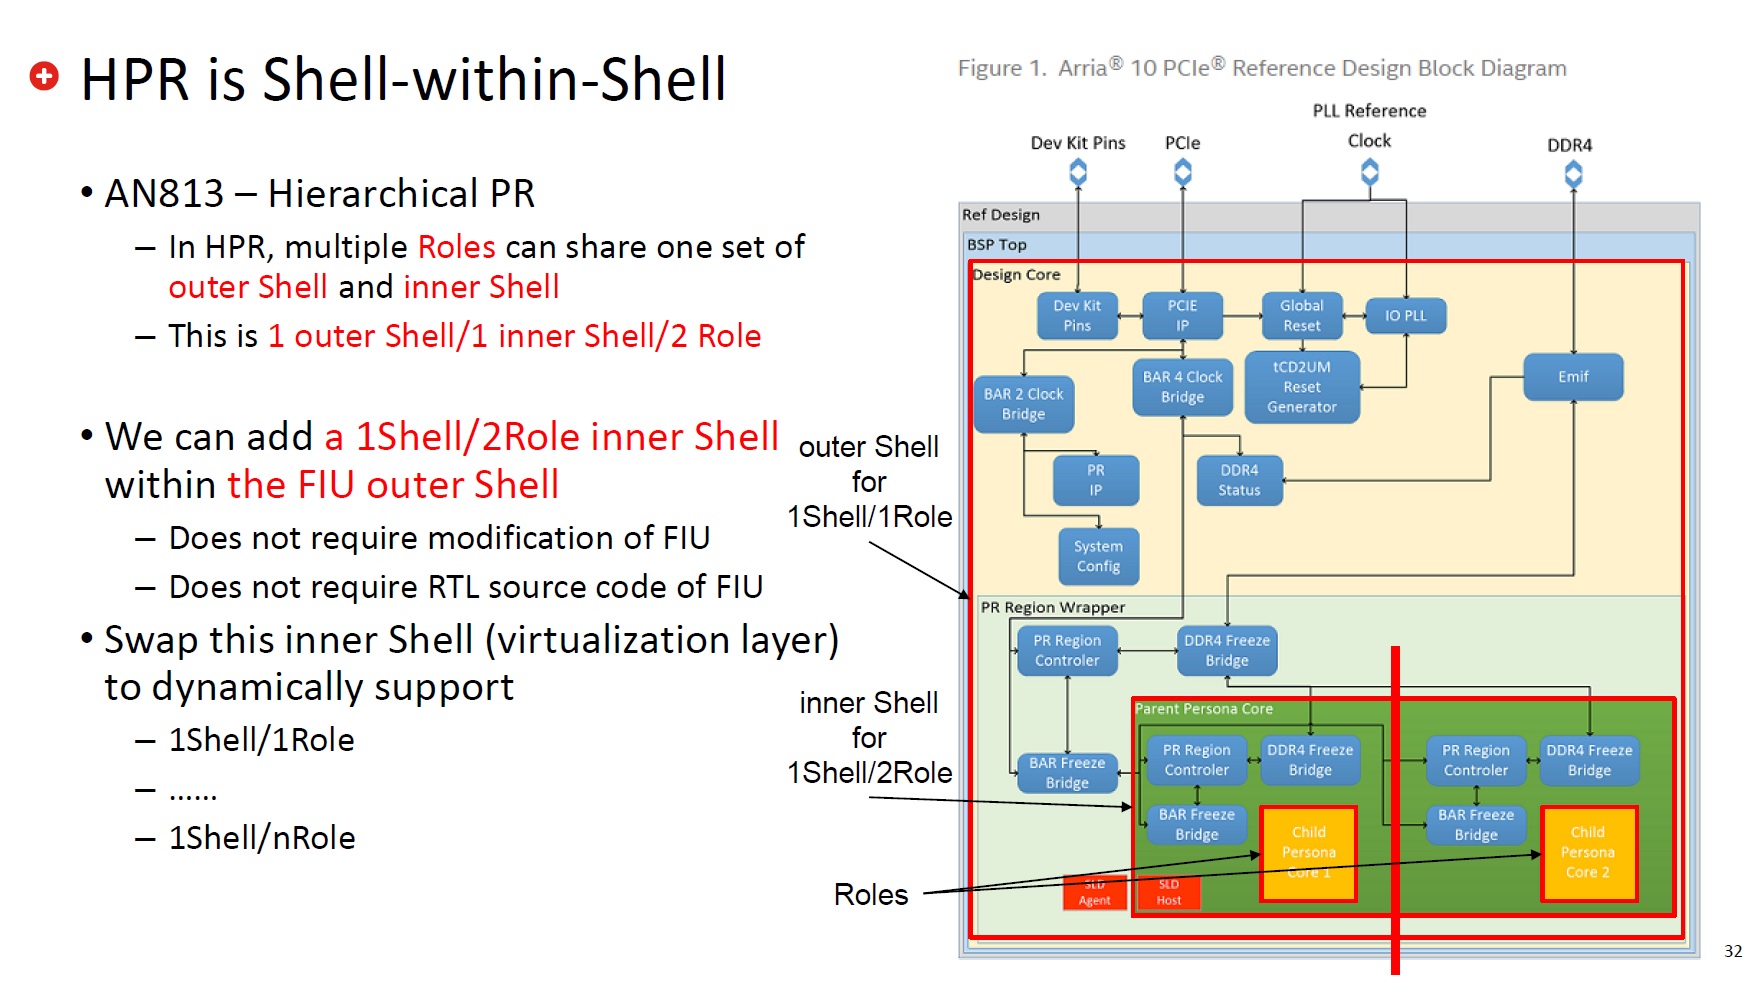 HPR is Shell-within-Shell
• AN813 – Hierarchical PR
– In HPR, multiple Roles can share one set of
outer Shell and inner Shell
– This is 1 outer Shell/1 inner Shell/2 Role
• We can add a 1Shell/2Role inner Shell
within the FIU outer Shell
– Does not require modification of FIU
– Does not require RTL source code of FIU
• Swap this inner Shell (virtualization layer)
to dynamically support
– 1Shell/1Role
– ......
– 1Shell/nRole
outer Shell
for
1Shell/1Role
inner Shell
for
1Shell/2Role
Roles
Figure 1. Arria® 10 PCIe® Reference Design Block Diagram
PLL Reference
Clock
Dev Kit Pins
PCIe
DDR4
Ref Design
BSP Top
Design Core
Dev Kit
Pins
PCIE
IP
Global
Reset
IO PLL
BAR 2 Clock
Bridge
BAR 4 Clock
Bridge
tCD2UM
Reset
Generator
Emif
PR
IP
DDR4
Status
System
Config
PR Region Wrapper
PR Region
Controler
DDR4 Freeze
Bridge
BAR Freeze
Bridge
Parent Persona Core
PR Region
Controler
DDR4 Freeze
Bridge
BAR Freeze
Bridge
Child
Persona
Core 1
PR Region
Controler
DDR4 Freeze
Bridge
BAR Freeze
Bridge
Child
Persona
Core 2
SLD
Agent
SLD
Host
32